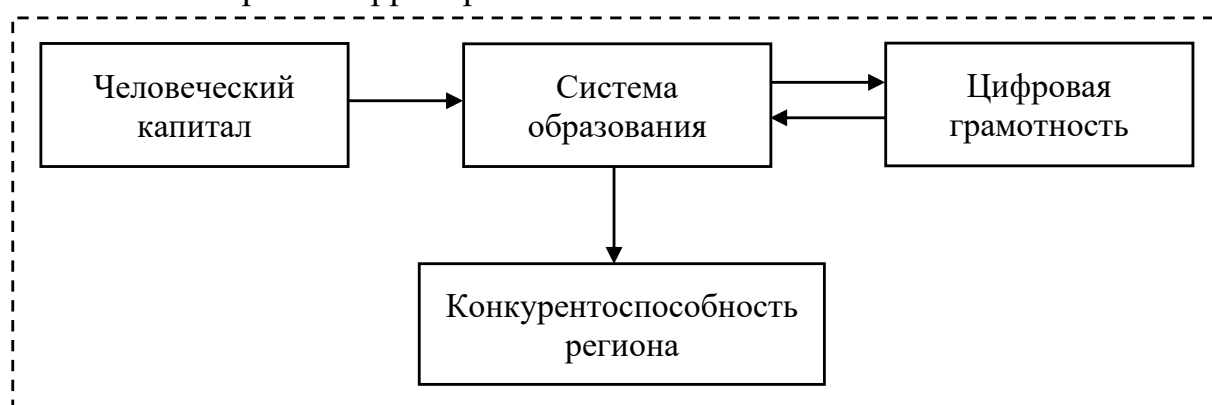 Человеческий
капитал
Система
образования
Цифровая
грамотность
Конкурентоспособность
региона